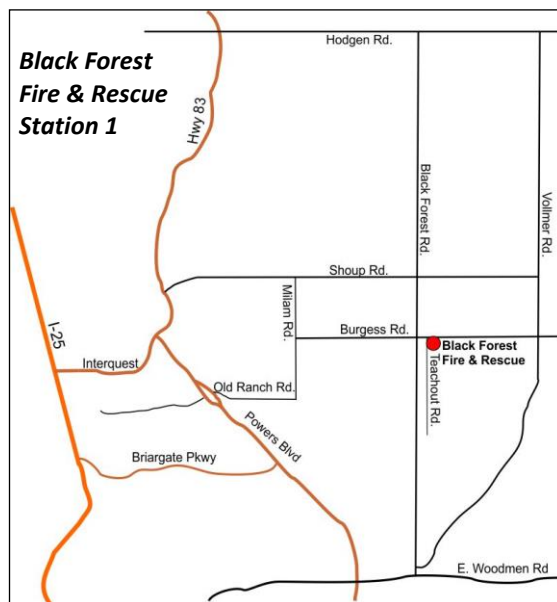 Black Forest
Fire & Rescue
Station 1
Hodgen Rd.
Hwy 83
Black Forest Rd.
Vollmer Rd.
Shoup Rd.
Milam Rd.
I-25
Burgess Rd.
Black Forest
Fire & Rescue
Interquest
Teachout Rd.
Old Ranch Rd.
Powers Blvd
Briargate Pkwy
E. Woodmen Rd